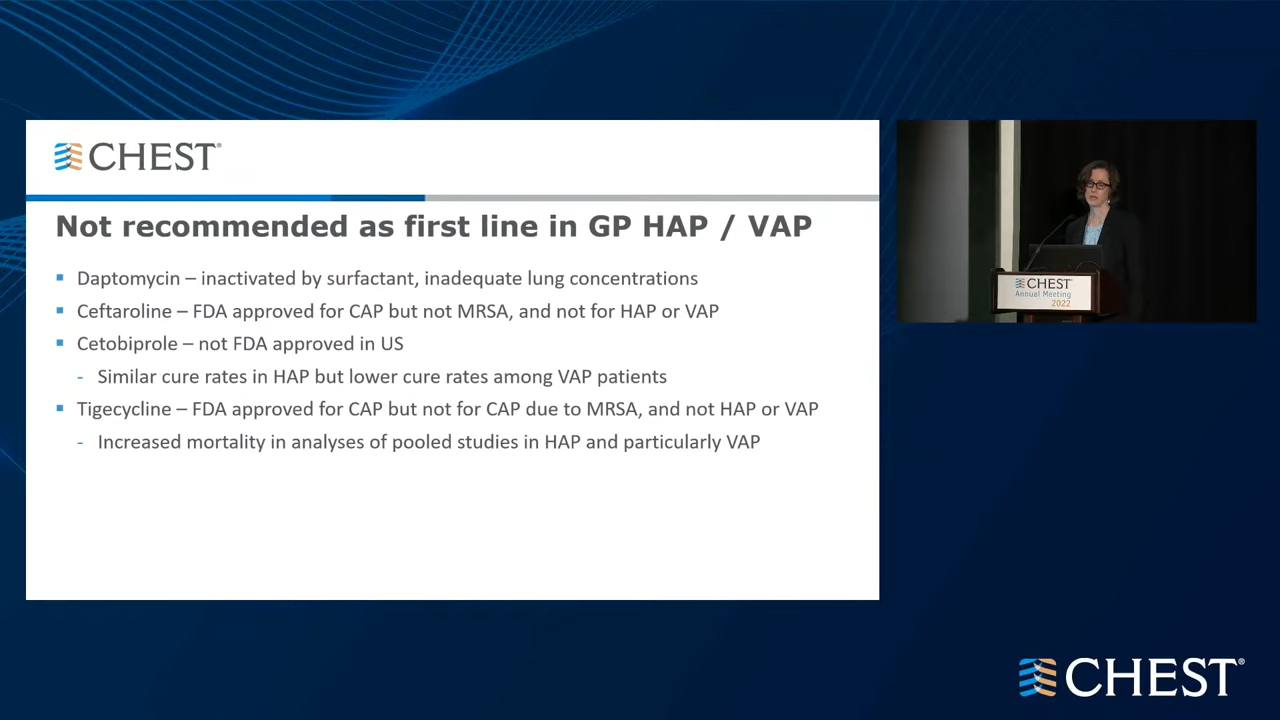 CHEST®
Not recommended as first line in GP HAP / VAP
Daptomycin – inactivated by surfactant, inadequate lung concentrations
Ceftaroline – FDA approved for CAP but not MRSA, and not for HAP or VAP
Cetobiprole – not FDA approved in US
- Similar cure rates in HAP but lower cure rates among VAP patients
Tigecycline – FDA approved for CAP but not for CAP due to MRSA, and not HAP or VAP
- Increased mortality in analyses of pooled studies in HAP and particularly VAP
CHEST
Annual Meeting
2022
CHEST®